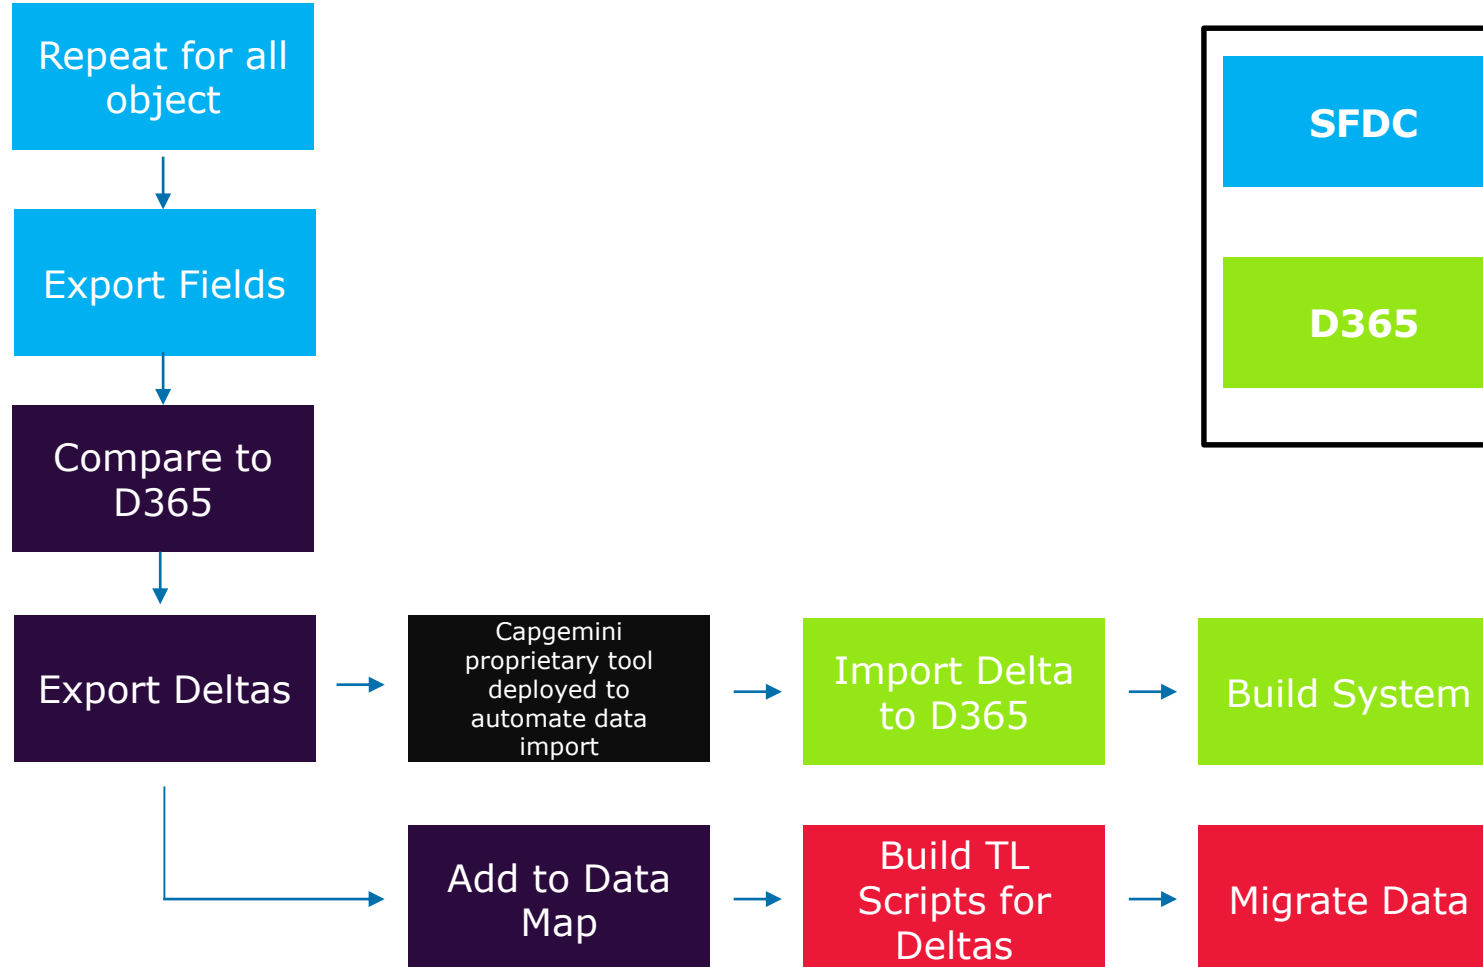 Repeat for all
object
SFDC
Export Fields
D365
Compare to
D365
Export Deltas
Capgemini
proprietary tool
deployed to
automate data
import
Import Delta
to D365
Build System
Add to Data
Map
Build TL
Scripts for
Deltas
Migrate Data